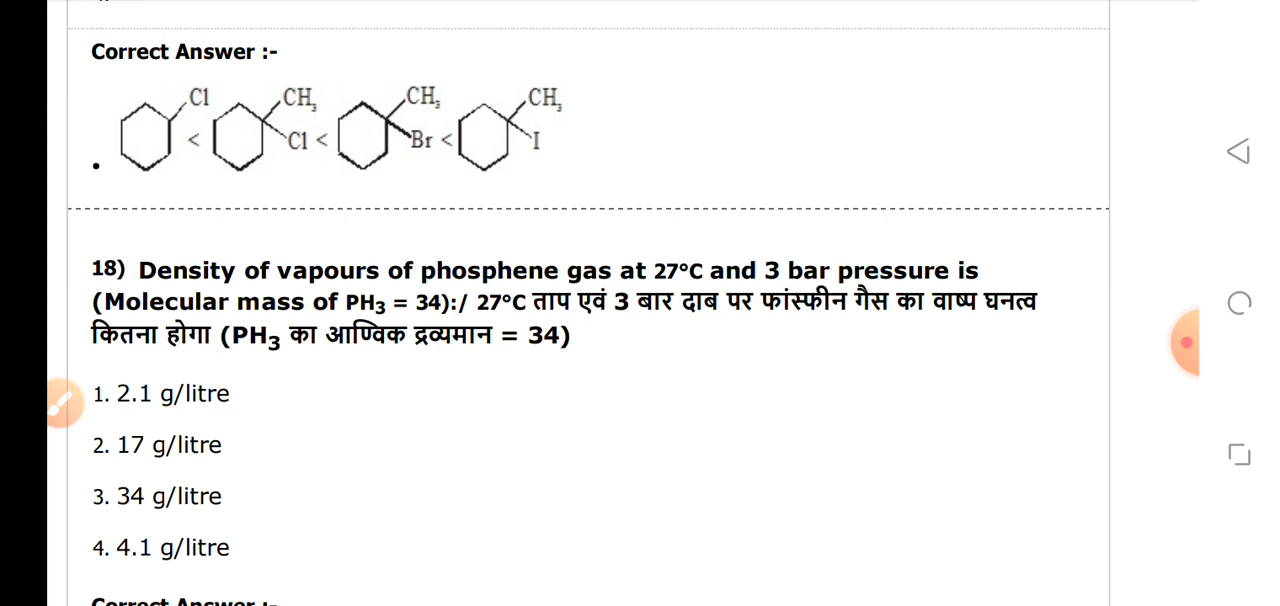 Correct Answer :-
Cl CH₃ CH₃ CH₃
< Cl < Br < I
18) Density of vapours of phosphene gas at 27°C and 3 bar pressure is
(Molecular mass of PH₃ = 34):/ 27°C ताप एवं 3 बार दाब पर फांस्फीन गैस का वाष्प घनत्व
कितना होगा (PH₃ का आण्विक द्रव्यमान = 34)
1. 2.1 g/litre
2. 17 g/litre
3. 34 g/litre
4. 4.1 g/litre
Correct Answer :-